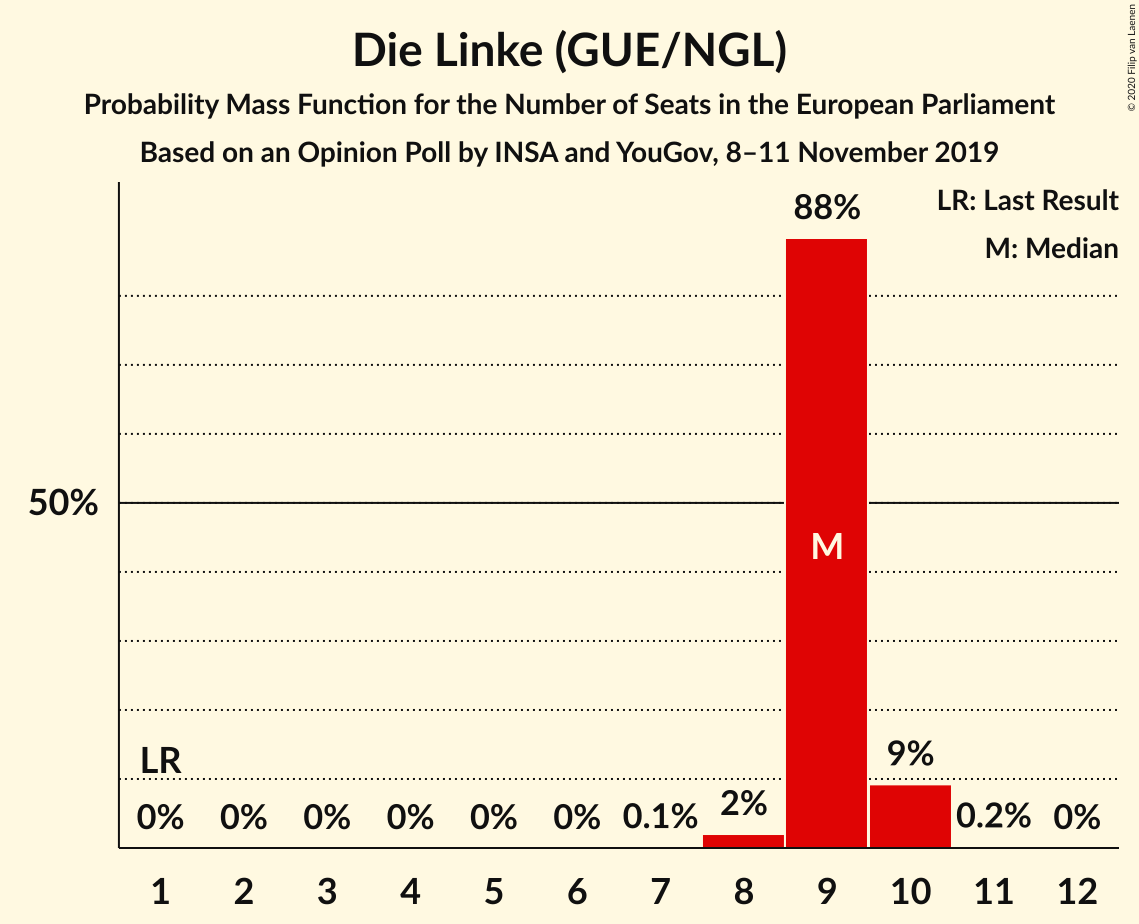 Die Linke (GUE/NGL)
Probability Mass Function for the Number of Seats in the European Parliament
Based on an Opinion Poll by INSA and YouGov, 8–11 November 2019
© 2020 Filip van Laenen
LR: Last Result
M: Median
88%
50%
M
LR
9%
2%
0% 0% 0% 0% 0% 0% 0.1% 0.2% 0%
1 2 3 4 5 6 7 8 9 10 11 12